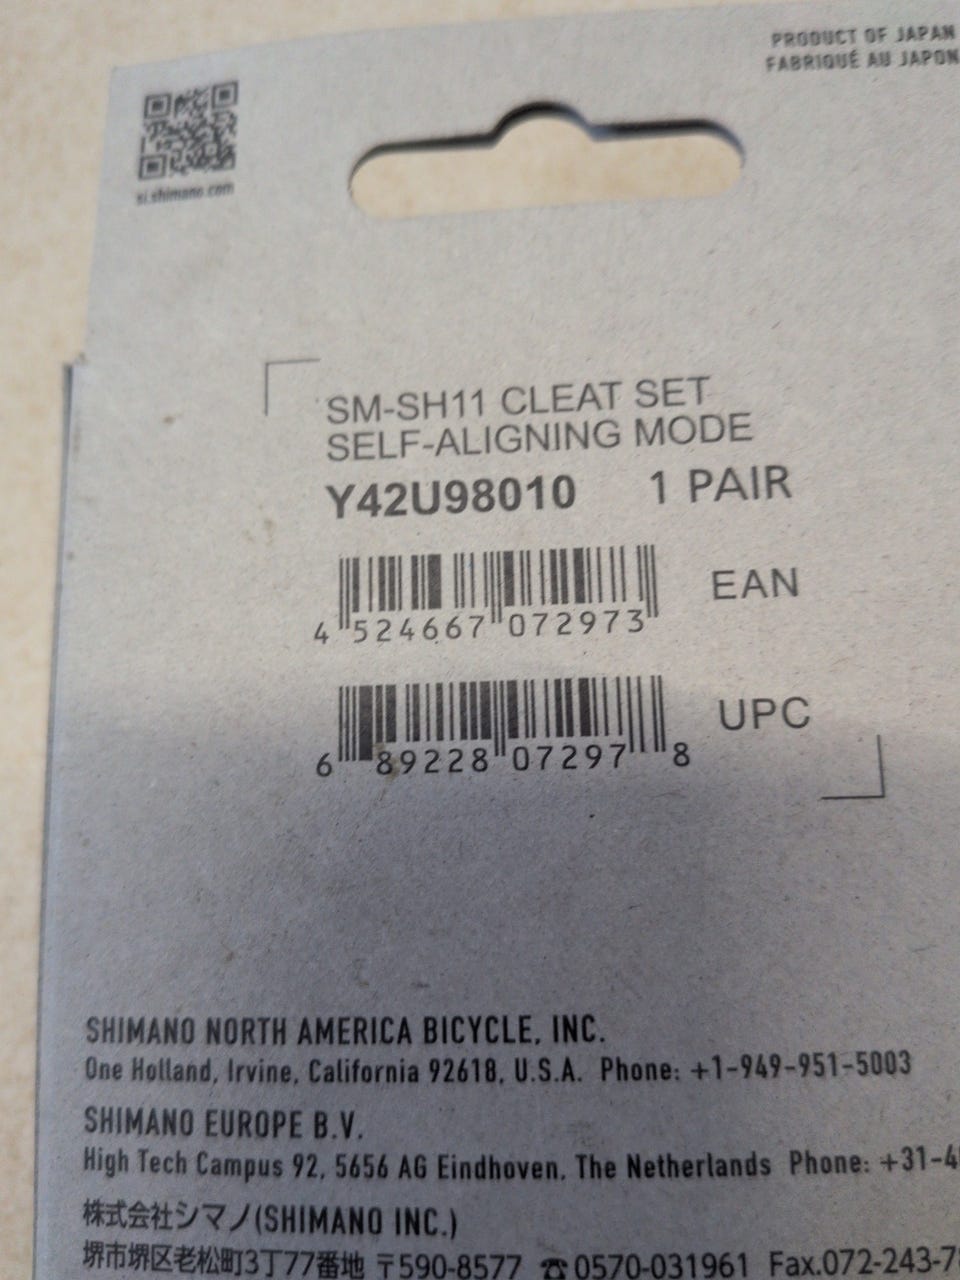 PRODUCT OF JAPAN
FABRIQUÉ AU JAPON
si.shimano.com
SM-SH11 CLEAT SET
SELF-ALIGNING MODE
Y42U98010 1 PAIR
EAN
4 524667 072973
UPC
6 89228 07297 8
SHIMANO NORTH AMERICA BICYCLE, INC.
One Holland, Irvine, California 92618, U.S.A. Phone: +1-949-951-5003
SHIMANO EUROPE B.V.
High Tech Campus 92, 5656 AG Eindhoven, The Netherlands Phone: +31-4
株式会社シマノ(SHIMANO INC.)
堺市堺区老松町3丁77番地 〒590-8577 ☎0570-031961 Fax.072-243-7